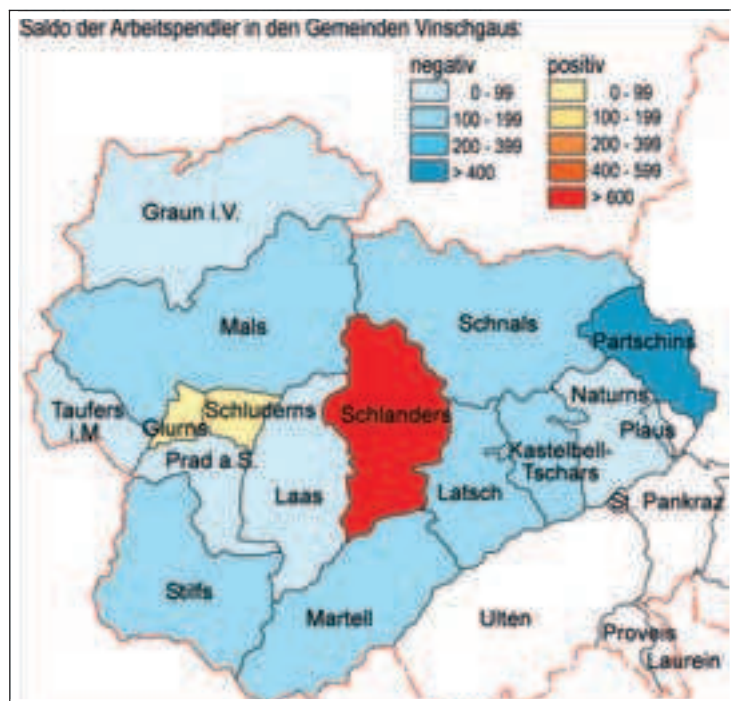 Saldo der Arbeitspendler in den Gemeinden Vinschgaus:
negativ
0 - 99
100 - 199
200 - 399
> 400
positiv
0 - 99
100 - 199
200 - 399
400 - 599
> 600
Graun i.V.
Mals
Schnals
Partschins
Taufers
i.M.
Glurns
Schluderns
Schlanders
Naturns
Plaus
Prad a.S.
Laas
Latsch
Kastelbell-
Tschars
St. Pankraz
Stilfs
Martell
Ulten
Proveis
Laurein